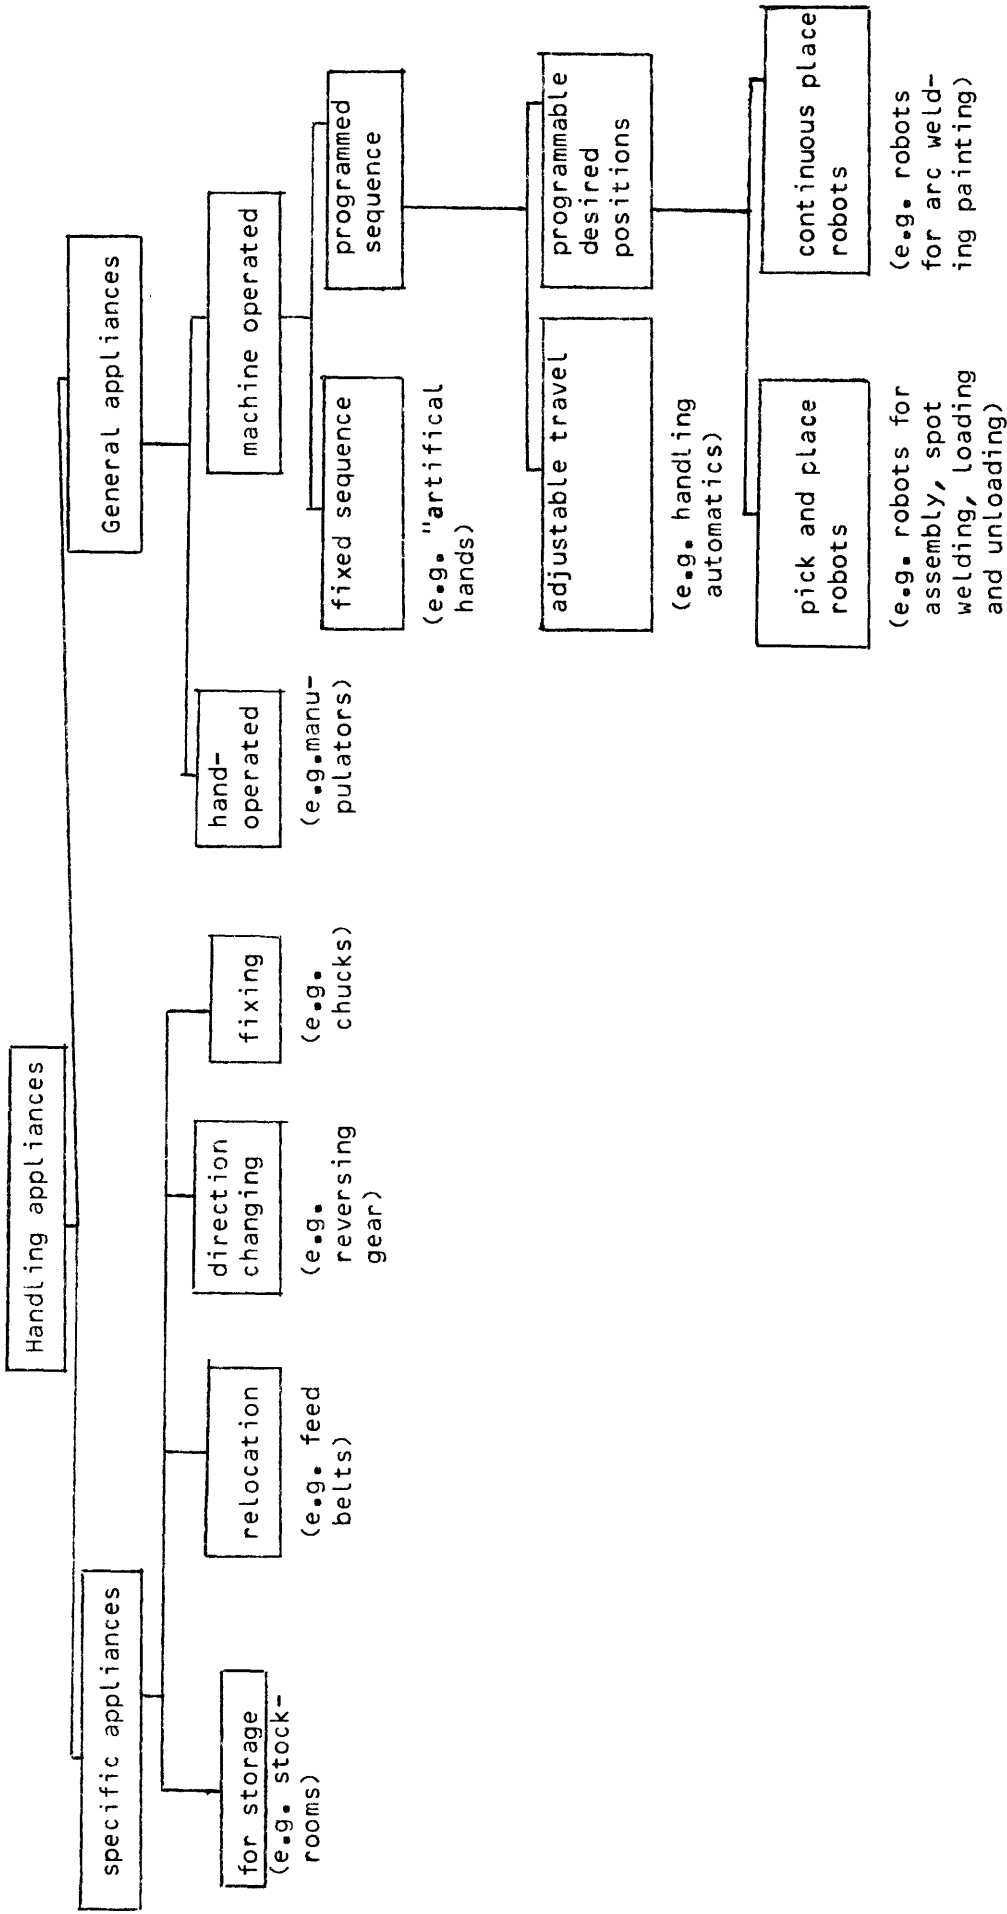 Handling appliances
specific appliances
General appliances
for storage
(e.g. stock-
rooms)
relocation
(e.g. feed
belts)
direction
changing
(e.g.
reversing
gear)
fixing
(e.g.
chucks)
hand-
operated
(e.g.manu-
pulators)
machine operated
fixed sequence
(e.g. "artifical
hands)
programmed
sequence
adjustable travel
(e.g. handling
automatics)
programmable
desired
positions
pick and place
robots
(e.g. robots for
assembly, spot
welding, loading
and unloading)
continuous place
robots
(e.g. robots
for arc weld-
ing painting)